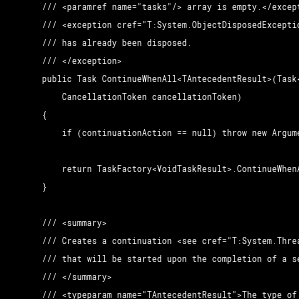 /// <paramref name="tasks"/> array is empty.</except
/// <exception cref="T:System.ObjectDisposedExceptio
/// has already been disposed.
/// </exception>
public Task ContinueWhenAll<TAntecedentResult>(Task<
CancellationToken cancellationToken)
{
if (continuationAction == null) throw new Argume
return TaskFactory<VoidTaskResult>.ContinueWhenA
}
/// <summary>
/// Creates a continuation <see cref="T:System.Threa
/// that will be started upon the completion of a se
/// </summary>
/// <typeparam name="TAntecedentResult">The type of